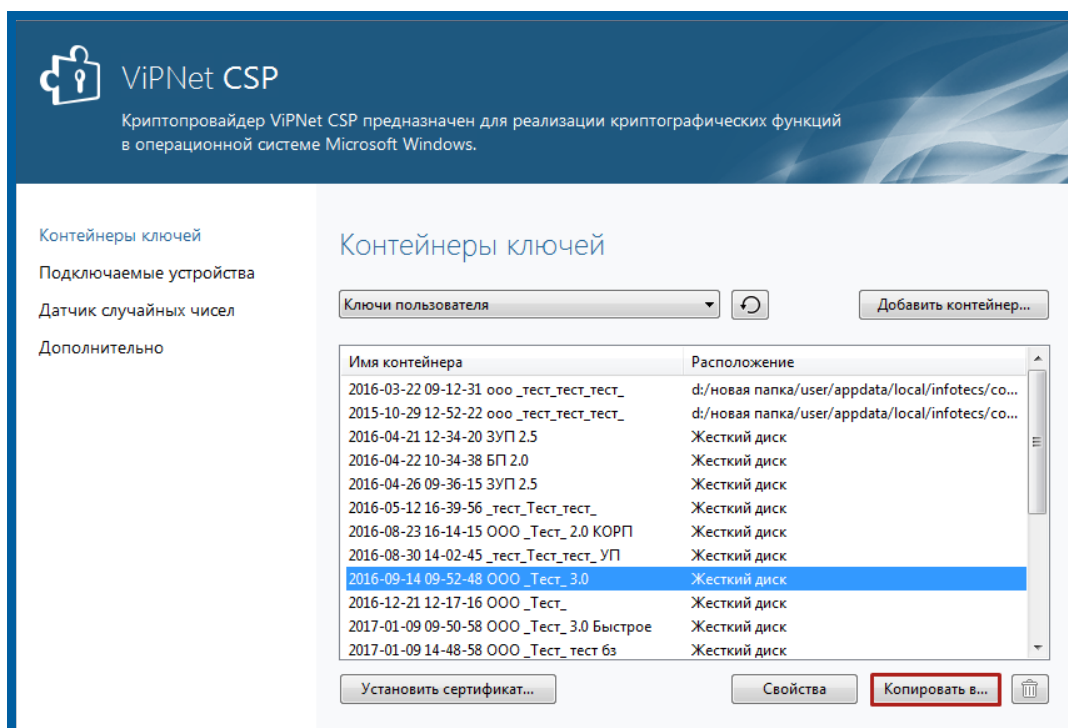 ViPNet CSP
Криптопровайдер ViPNet CSP предназначен для реализации криптографических функций
в операционной системе Microsoft Windows.
Контейнеры ключей
Подключаемые устройства
Датчик случайных чисел
Дополнительно
Контейнеры ключей
Ключи пользователя
Добавить контейнер...
Имя контейнера Расположение
2016-03-22 09-12-31 ооо _тест_тест_тест_ d:/новая папка/user/appdata/local/infotecs/co...
2015-10-29 12-52-22 ооо _тест_тест_тест_ d:/новая папка/user/appdata/local/infotecs/co...
2016-04-21 12-34-20 ЗУП 2.5 Жесткий диск
2016-04-22 10-34-38 БП 2.0 Жесткий диск
2016-04-26 09-36-15 ЗУП 2.5 Жесткий диск
2016-05-12 16-39-56 _тест_Тест_тест_ Жесткий диск
2016-08-23 16-14-15 ООО _Тест_ 2.0 КОРП Жесткий диск
2016-08-30 14-02-45 _тест_Тест_тест_ УП Жесткий диск
2016-09-14 09-52-48 ООО _Тест_ 3.0 Жесткий диск
2016-12-21 12-17-16 ООО _Тест_ Жесткий диск
2017-01-09 09-50-58 ООО _Тест_ 3.0 Быстрое Жесткий диск
2017-01-09 14-48-58 ООО _Тест_ тест бз Жесткий диск
Установить сертификат...
Свойства
Копировать в...